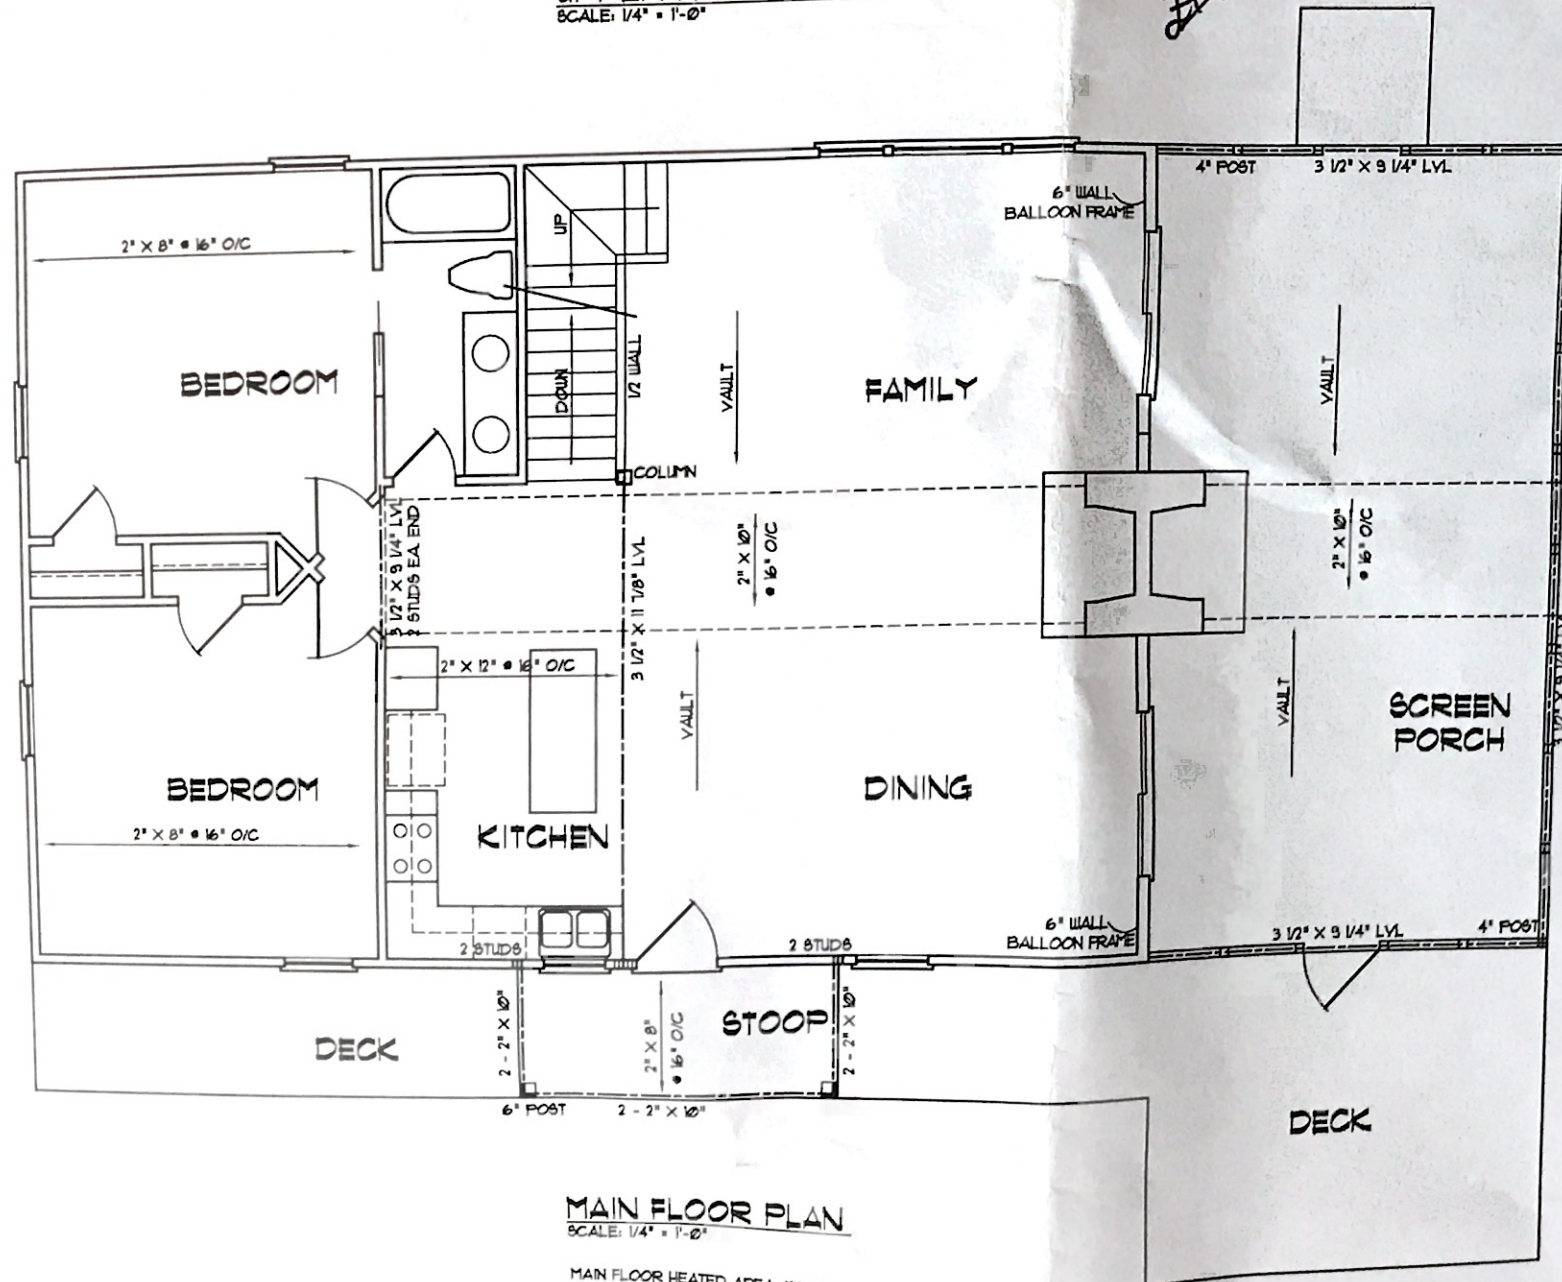 SCALE: 1/4" = 1'-0"
4" POST
3 1/2" X 9 1/4" LVL
6" WALL
BALLOON FRAME
2" X 8" @ 16" O/C
UP
BEDROOM
DOWN
1/2 WALL
VAULT
FAMILY
VAULT
COLUMN
3 1/2" X 9 1/4" LVL
2 STUDS EA. END
3 1/2" X 11 7/8" LVL
2" X 10"
@ 16" O/C
2" X 10"
@ 16" O/C
2" X 12" @ 16" O/C
VAULT
VAULT
SCREEN
PORCH
BEDROOM
DINING
2" X 8" @ 16" O/C
KITCHEN
6" WALL
BALLOON FRAME
2 STUDS
2 STUDS
3 1/2" X 9 1/4" LVL
4" POST
DECK
2 - 2" X 10"
2" X 8"
@ 16" O/C
STOOP
2 - 2" X 10"
6" POST
2 - 2" X 10"
DECK
MAIN FLOOR PLAN
SCALE: 1/4" = 1'-0"
MAIN FLOOR HEATED AREA